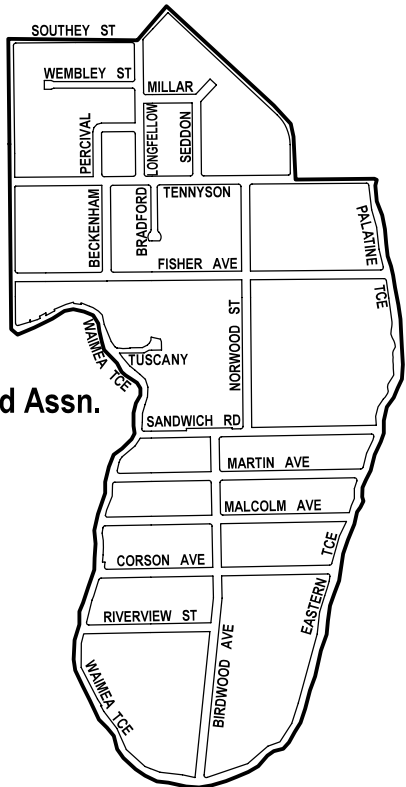 SOUTHEY ST
WEMBLEY ST
MILLAR
PERCIVAL
LONGFELLOW
SEDDON
BECKENHAM
BRADFORD
TENNYSON
PALATINE
FISHER AVE
TCE
WAIMEA TCE
TUSCANY
NORWOOD ST
d Assn.
SANDWICH RD
MARTIN AVE
MALCOLM AVE
CORSON AVE
TCE
EASTERN
RIVERVIEW ST
BIRDWOOD AVE
WAIMEA TCE